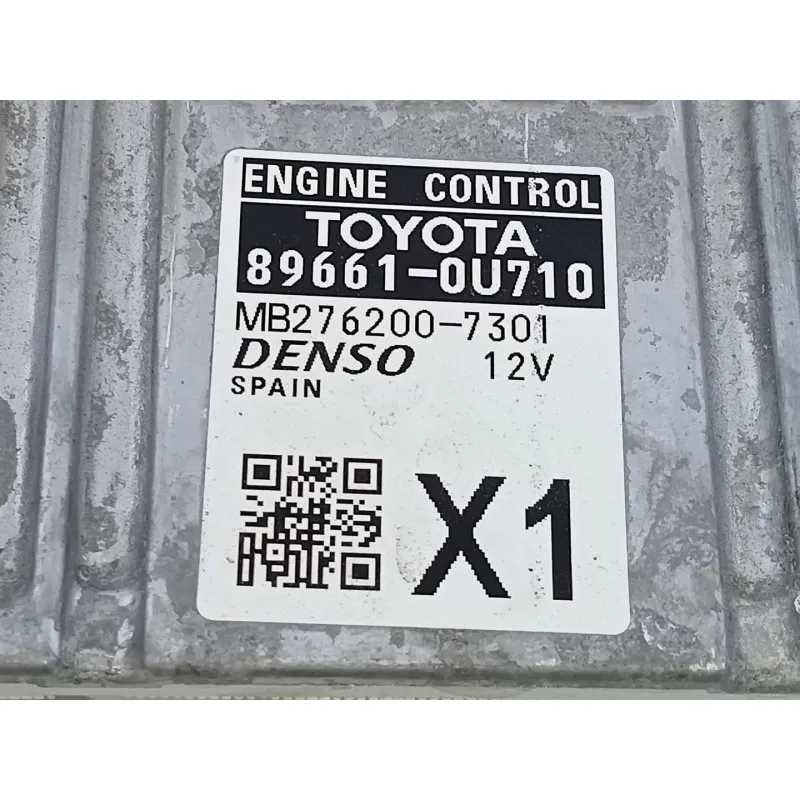 ENGINE CONTROL
TOYOTA
89661-0U710
MB276200-7301
DENSO 12V
SPAIN
X1